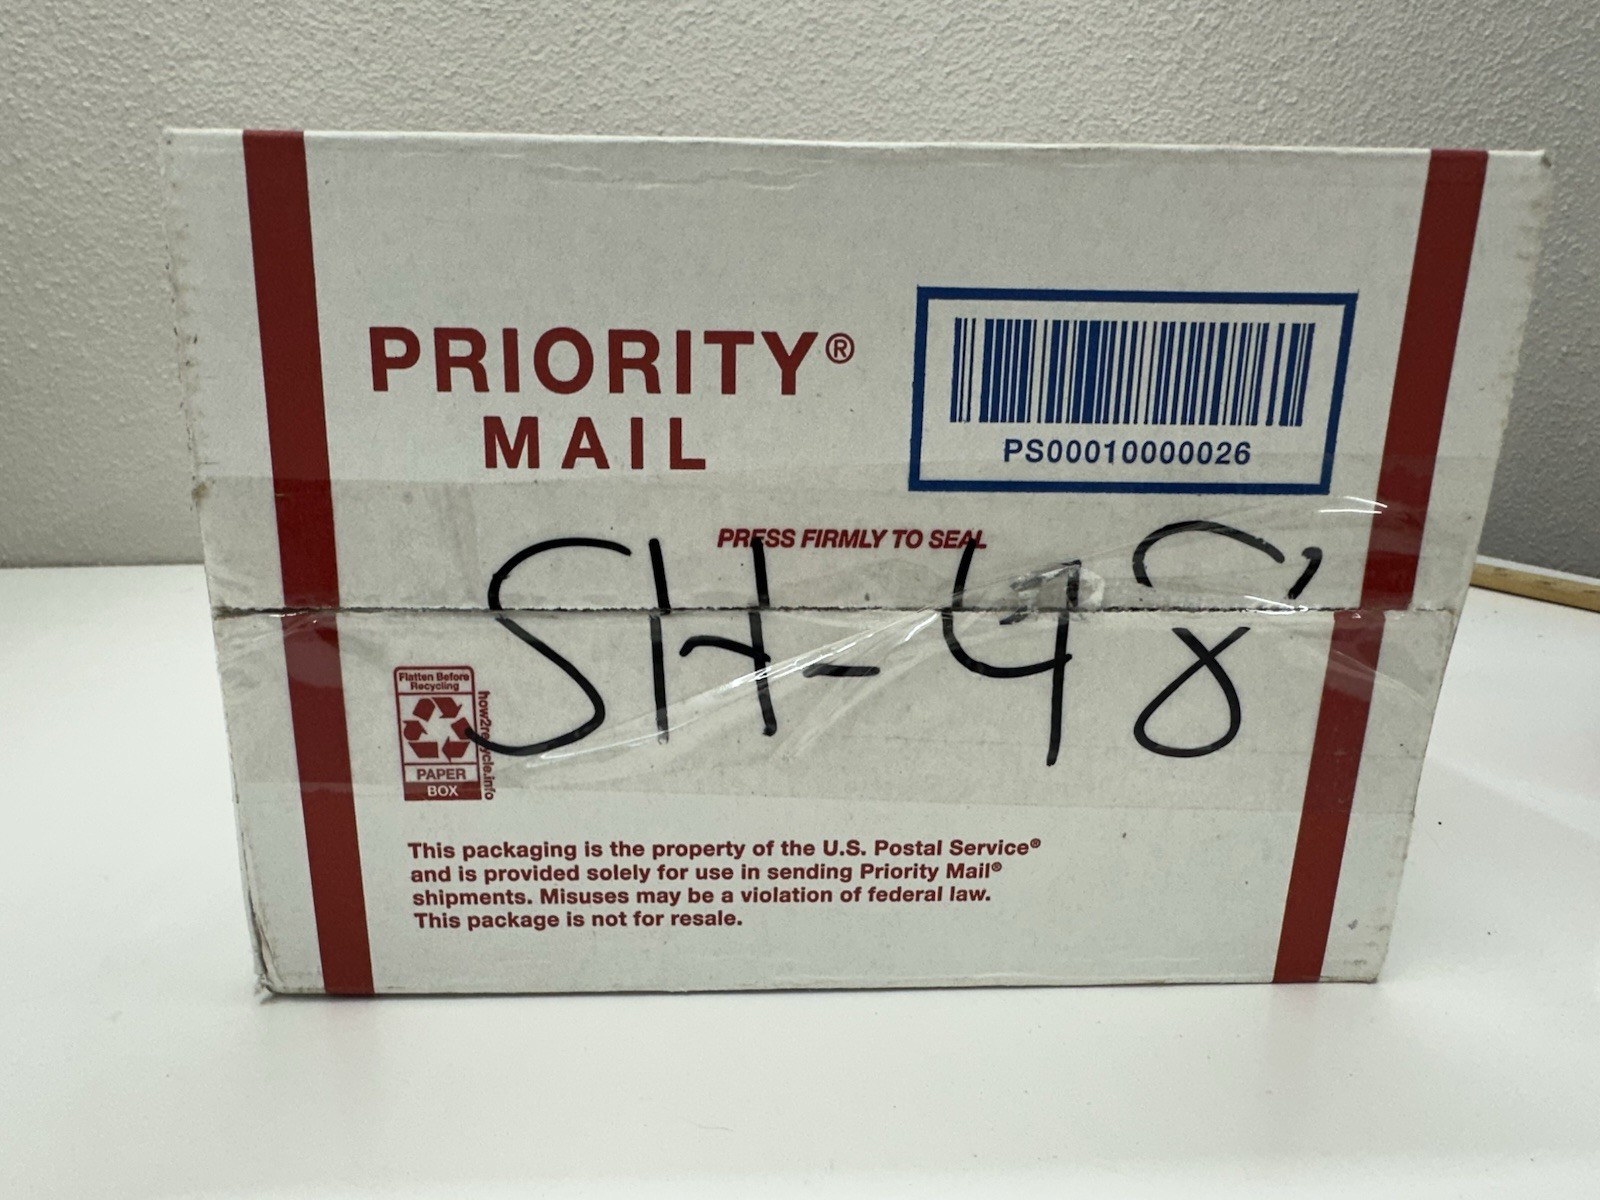 PRIORITY®
MAIL
PS00010000026
PRESS FIRMLY TO SEAL
SH-48
Flatten Before
Recycling
how2recycle.info
PAPER
BOX
This packaging is the property of the U.S. Postal Service®
and is provided solely for use in sending Priority Mail®
shipments. Misuses may be a violation of federal law.
This package is not for resale.